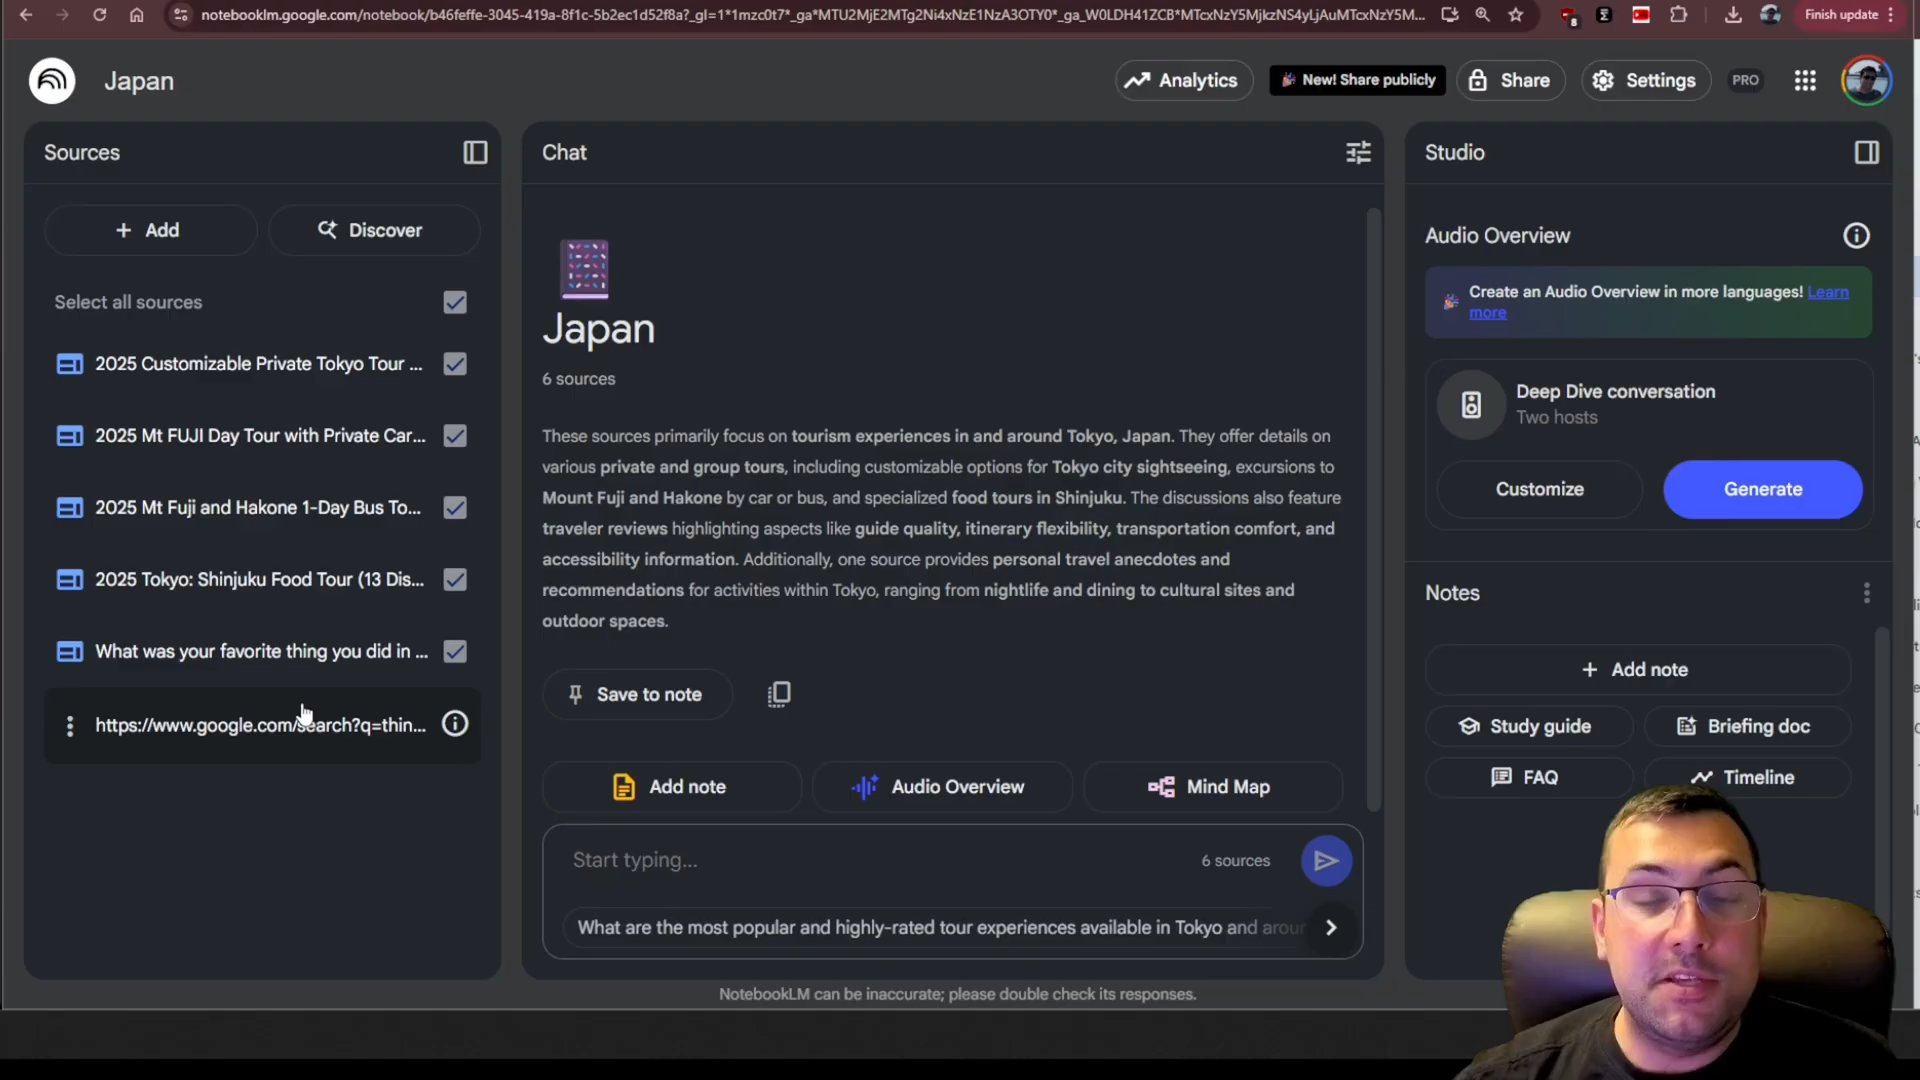 notebooklm.google.com/notebook/b46feffe-3045-419a-8f1c-5b2ec1d52f8a?_gl=1*1mzc0t7*_ga*MTU2MjE2MTg2Ni4xNzE1NzA3OTY0*_ga_W0LDH41ZCB*MTcxNzY5MjkzNS4yLjAuMTcxNzY5M...
8
Finish update
Japan
Analytics
New! Share publicly
Share
Settings
PRO
Sources
Add
Discover
Select all sources
2025 Customizable Private Tokyo Tour ...
2025 Mt FUJI Day Tour with Private Car...
2025 Mt Fuji and Hakone 1-Day Bus To...
2025 Tokyo: Shinjuku Food Tour (13 Dis...
What was your favorite thing you did in ...
https://www.google.com/search?q=thin...
Chat
Japan
6 sources
These sources primarily focus on tourism experiences in and around Tokyo, Japan. They offer details on
various private and group tours, including customizable options for Tokyo city sightseeing, excursions to
Mount Fuji and Hakone by car or bus, and specialized food tours in Shinjuku. The discussions also feature
traveler reviews highlighting aspects like guide quality, itinerary flexibility, transportation comfort, and
accessibility information. Additionally, one source provides personal travel anecdotes and
recommendations for activities within Tokyo, ranging from nightlife and dining to cultural sites and
outdoor spaces.
Save to note
Add note
Audio Overview
Mind Map
Start typing...
6 sources
What are the most popular and highly-rated tour experiences available in Tokyo and arour
NotebookLM can be inaccurate; please double check its responses.
Studio
Audio Overview
Create an Audio Overview in more languages! Learn
more
Deep Dive conversation
Two hosts
Customize
Generate
Notes
Add note
Study guide
Briefing doc
FAQ
Timeline